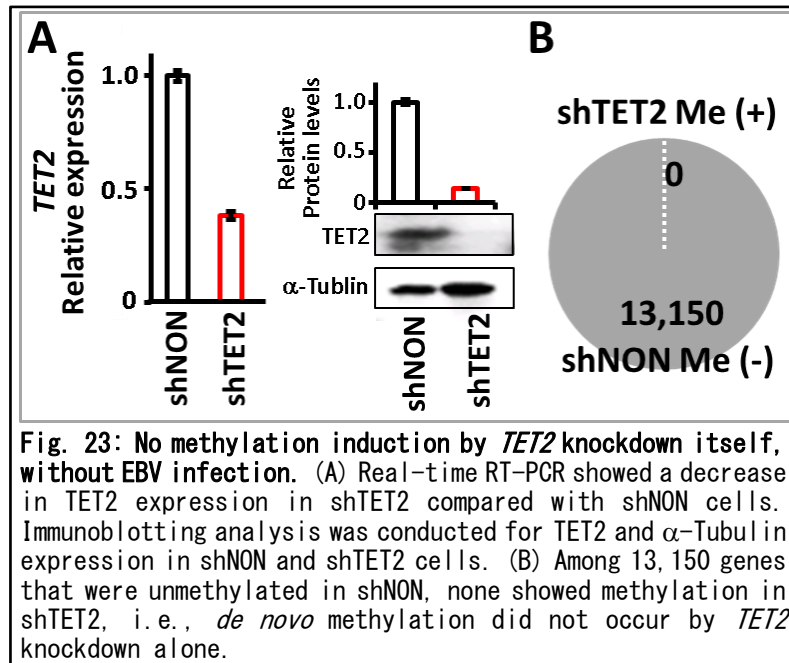 A
TET2
Relative expression
1.0
0.5
0
shNON
shTET2
Relative
Protein levels
1.0
0.5
0
TET2
α-Tublin
shNON
shTET2
B
shTET2 Me (+)
0
13,150
shNON Me (-)
Fig. 23: No methylation induction by TET2 knockdown itself,
without EBV infection. (A) Real-time RT-PCR showed a decrease
in TET2 expression in shTET2 compared with shNON cells.
Immunoblotting analysis was conducted for TET2 and α-Tubulin
expression in shNON and shTET2 cells. (B) Among 13,150 genes
that were unmethylated in shNON, none showed methylation in
shTET2, i.e., de novo methylation did not occur by TET2
knockdown alone.